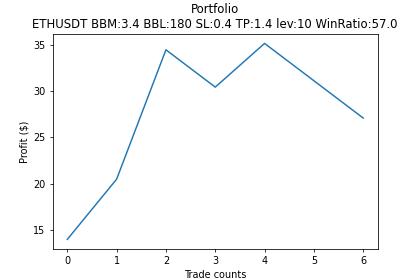 Portfolio
ETHUSDT BBM:3.4 BBL:180 SL:0.4 TP:1.4 lev:10 WinRatio:57.0
35
30
25
20
15
Profit ($)
0 1 2 3 4 5 6
Trade counts